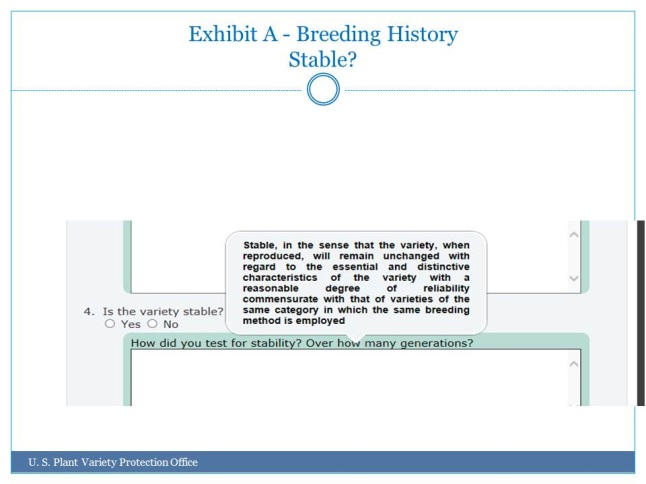 Exhibit A - Breeding History
Stable?
Stable, in the sense that the variety, when
reproduced, will remain unchanged with
regard to the essential and distinctive
characteristics of the variety with a
reasonable degree of reliability
commensurate with that of varieties of the
same category in which the same breeding
method is employed
4. Is the variety stable?
Yes No
How did you test for stability? Over how many generations?
U. S. Plant Variety Protection Office